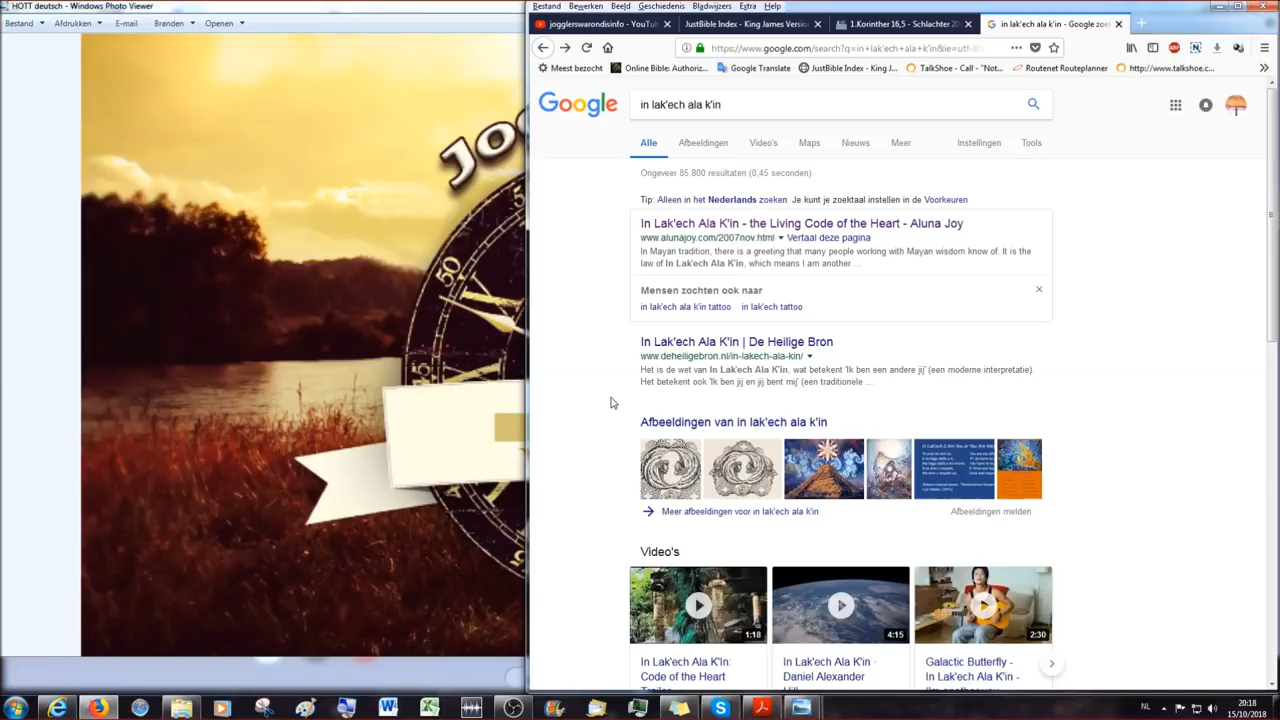 HOTT deutsch - Windows Photo Viewer
Bestand Afdrukken E-mail Branden Openen
JOG
50
Bestand Bewerken Beeld Geschiedenis Bladwijzers Extra Help
jogglerswarondisinfo - YouTu
JustBible Index - King James Versio
1.Korinther 16,5 - Schlachter 20
in lak'ech ala k'in - Google zoe
https://www.google.com/search?q=in+lak'ech+ala+k'in&ie=utf-8
Meest bezocht
Online Bible: Authoriz...
Google Translate
JustBible Index - King J...
TalkShoe - Call - "Not...
Routenet Routeplanner
http://www.talkshoe.c...
Google
in lak'ech ala k'in
Alle Afbeeldingen Video's Maps Nieuws Meer Instellingen Tools
Ongeveer 85.800 resultaten (0,45 seconden)
Tip: Alleen in het Nederlands zoeken. Je kunt je zoektaal instellen in de Voorkeuren
In Lak'ech Ala K'in - the Living Code of the Heart - Aluna Joy
www.alunajoy.com/2007nov.html Vertaal deze pagina
In Mayan tradition, there is a greeting that many people working with Mayan wisdom know of. It is the
law of In Lak'ech Ala K'in, which means I am another ...
Mensen zochten ook naar
in lak'ech ala k'in tattoo in lak'ech tattoo
In Lak'ech Ala K'in | De Heilige Bron
www.deheiligebron.nl/in-lakech-ala-kin/
Het is de wet van In Lak'ech Ala K'in, wat betekent 'Ik ben een andere jij' (een moderne interpretatie).
Het betekent ook 'Ik ben jij en jij bent mij' (een traditionele ...
Afbeeldingen van in lak'ech ala k'in
Meer afbeeldingen voor in lak'ech ala k'in Afbeeldingen melden
Video's
1:18
4:15
2:30
In Lak'ech Ala K'In:
Code of the Heart
In Lak'ech Ala K'in ·
Daniel Alexander
Galactic Butterfly -
In Lak'ech Ala K'in -
NL
20:18
15/10/2018